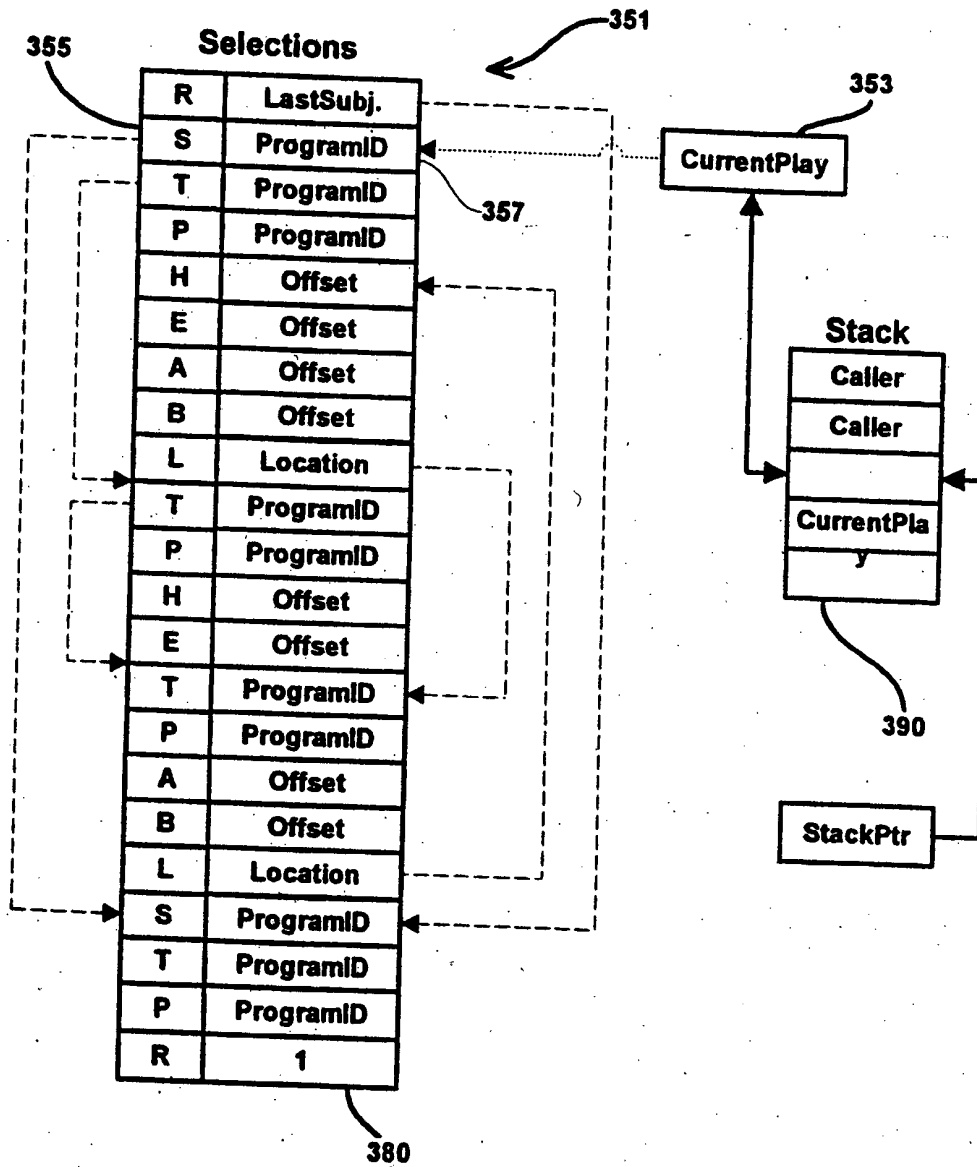 351
355
Selections
353
R LastSubj.
S ProgramID
CurrentPlay
T ProgramID
357
P ProgramID
H Offset
E Offset
Stack
A Offset
Caller
B Offset
Caller
L Location
T ProgramID
CurrentPla
y
P ProgramID
H Offset
E Offset
T ProgramID
390
P ProgramID
A Offset
B Offset
StackPtr
L Location
S ProgramID
T ProgramID
P ProgramID
R 1
380